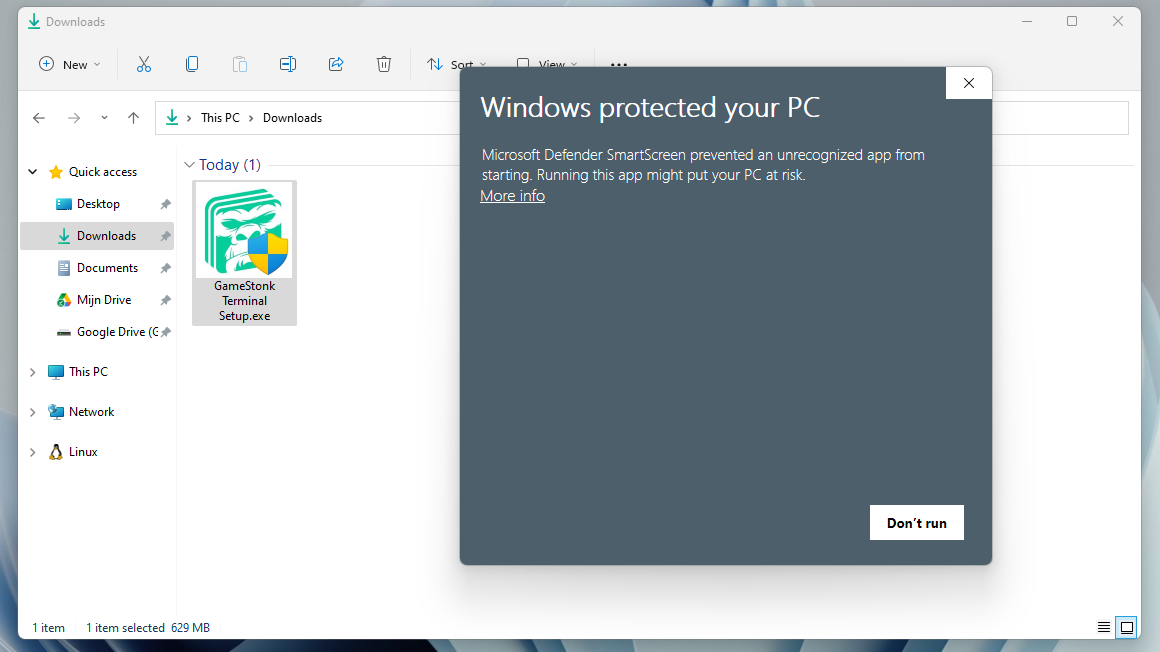 Downloads
New
Sort
View
This PC
Downloads
Quick access
Desktop
Downloads
Documents
Mijn Drive
Google Drive (G
This PC
Network
Linux
Today (1)
GameStonk
Terminal
Setup.exe
Windows protected your PC
Microsoft Defender SmartScreen prevented an unrecognized app from
starting. Running this app might put your PC at risk.
More info
Don't run
1 item 1 item selected 629 MB